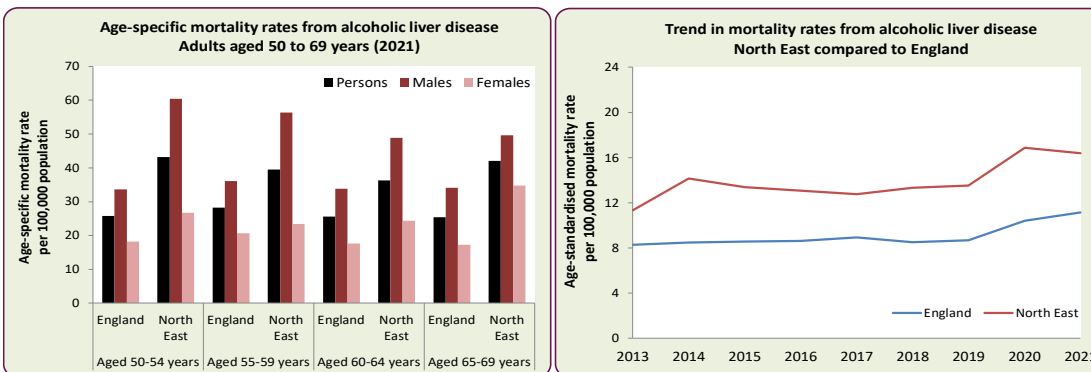 Age-specific mortality rates from alcoholic liver disease
Adults aged 50 to 69 years (2021)
Age-specific mortality rate
per 100,000 population
70
60
50
40
30
20
10
0
Persons Males Females
England North East England North East England North East England North East
Aged 50-54 years Aged 55-59 years Aged 60-64 years Aged 65-69 years
Trend in mortality rates from alcoholic liver disease
North East compared to England
Age-standardised mortality rate
per 100,000 population
24
20
16
12
8
4
0
England North East
2013 2014 2015 2016 2017 2018 2019 2020 2021